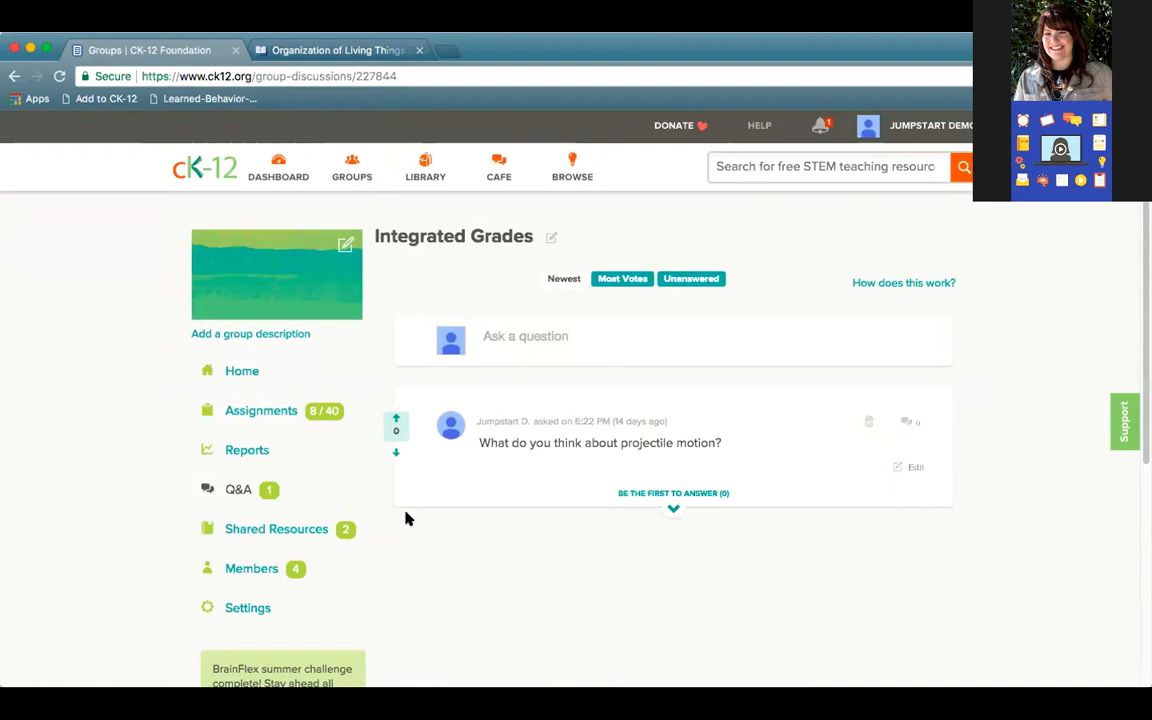 Groups | CK-12 Foundation
Organization of Living Things
Secure
https://www.ck12.org/group-discussions/227844
Apps
Add to CK-12
Learned-Behavior-...
DONATE
HELP
1
JUMPSTART DEMO
cK-12
DASHBOARD
GROUPS
LIBRARY
CAFE
BROWSE
Search for free STEM teaching resourc
Integrated Grades
Newest
Most Votes
Unanswered
How does this work?
Add a group description
Ask a question
Home
Assignments 8 / 40
Jumpstart D. asked on 6:22 PM (14 days ago)
0
0
What do you think about projectile motion?
Reports
Edit
Q&A 1
BE THE FIRST TO ANSWER (0)
Shared Resources 2
Members 4
Settings
Support
BrainFlex summer challenge
complete! Stay ahead all